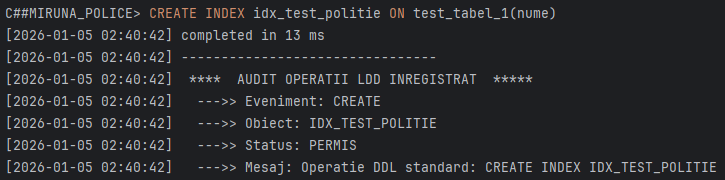 C##MIRUNA_POLICE> CREATE INDEX idx_test_politie ON test_tabel_1(nume)
[2026-01-05 02:40:42] completed in 13 ms
[2026-01-05 02:40:42] ---------------------------------
[2026-01-05 02:40:42]  ****  AUDIT OPERATII LDD INREGISTRAT  *****
[2026-01-05 02:40:42]   --->> Eveniment: CREATE
[2026-01-05 02:40:42]   --->> Obiect: IDX_TEST_POLITIE
[2026-01-05 02:40:42]   --->> Status: PERMIS
[2026-01-05 02:40:42]   --->> Mesaj: Operatie DDL standard: CREATE INDEX IDX_TEST_POLITIE